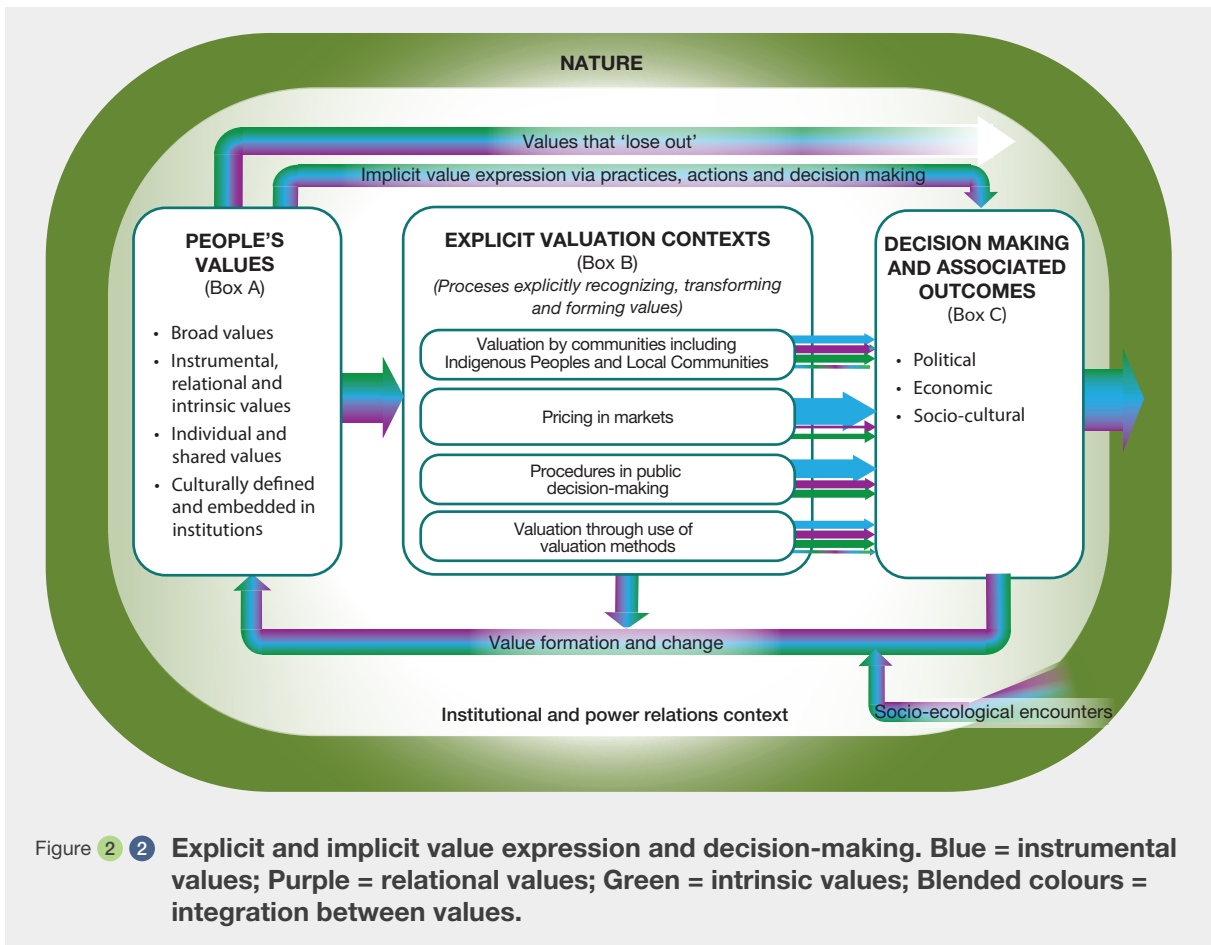 NATURE
Values that ‘lose out’
Implicit value expression via practices, actions and decision making
PEOPLE’S
VALUES
(Box A)
• Broad values
• Instrumental,
relational and
intrinsic values
• Individual and
shared values
• Culturally defined
and embedded in
institutions
EXPLICIT VALUATION CONTEXTS
(Box B)
(Proceses explicitly recognizing, transforming
and forming values)
Valuation by communities including
Indigenous Peoples and Local Communities
Pricing in markets
Procedures in public
decision-making
Valuation through use of
valuation methods
DECISION MAKING
AND ASSOCIATED
OUTCOMES
(Box C)
• Political
• Economic
• Socio-cultural
Value formation and change
Socio-ecological encounters
Institutional and power relations context
Figure 2 2 Explicit and implicit value expression and decision-making. Blue = instrumental
values; Purple = relational values; Green = intrinsic values; Blended colours =
integration between values.